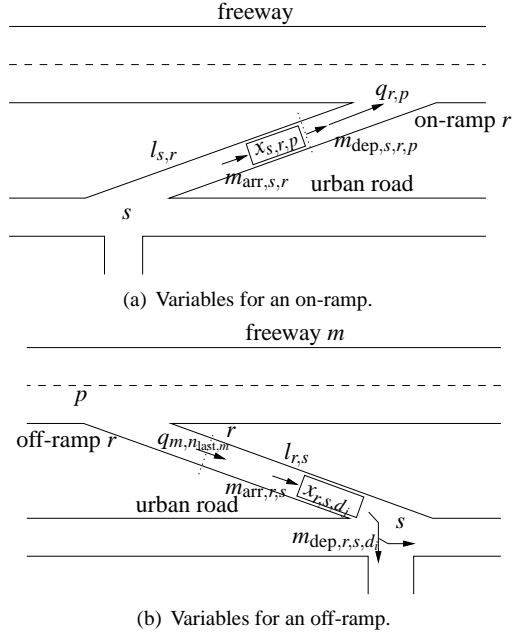 freeway
q_{r,p}
on-ramp r
x_{s,r,p}
m_{dep,s,r,p}
l_{s,r}
m_{arr,s,r}
urban road
s
(a) Variables for an on-ramp.
freeway m
p
off-ramp r
q_{m,n_{last,m}}
r
l_{r,s}
m_{arr,r,s}
x_{r,s,d_j}
urban road
s
m_{dep,r,s,d_i}
(b) Variables for an off-ramp.